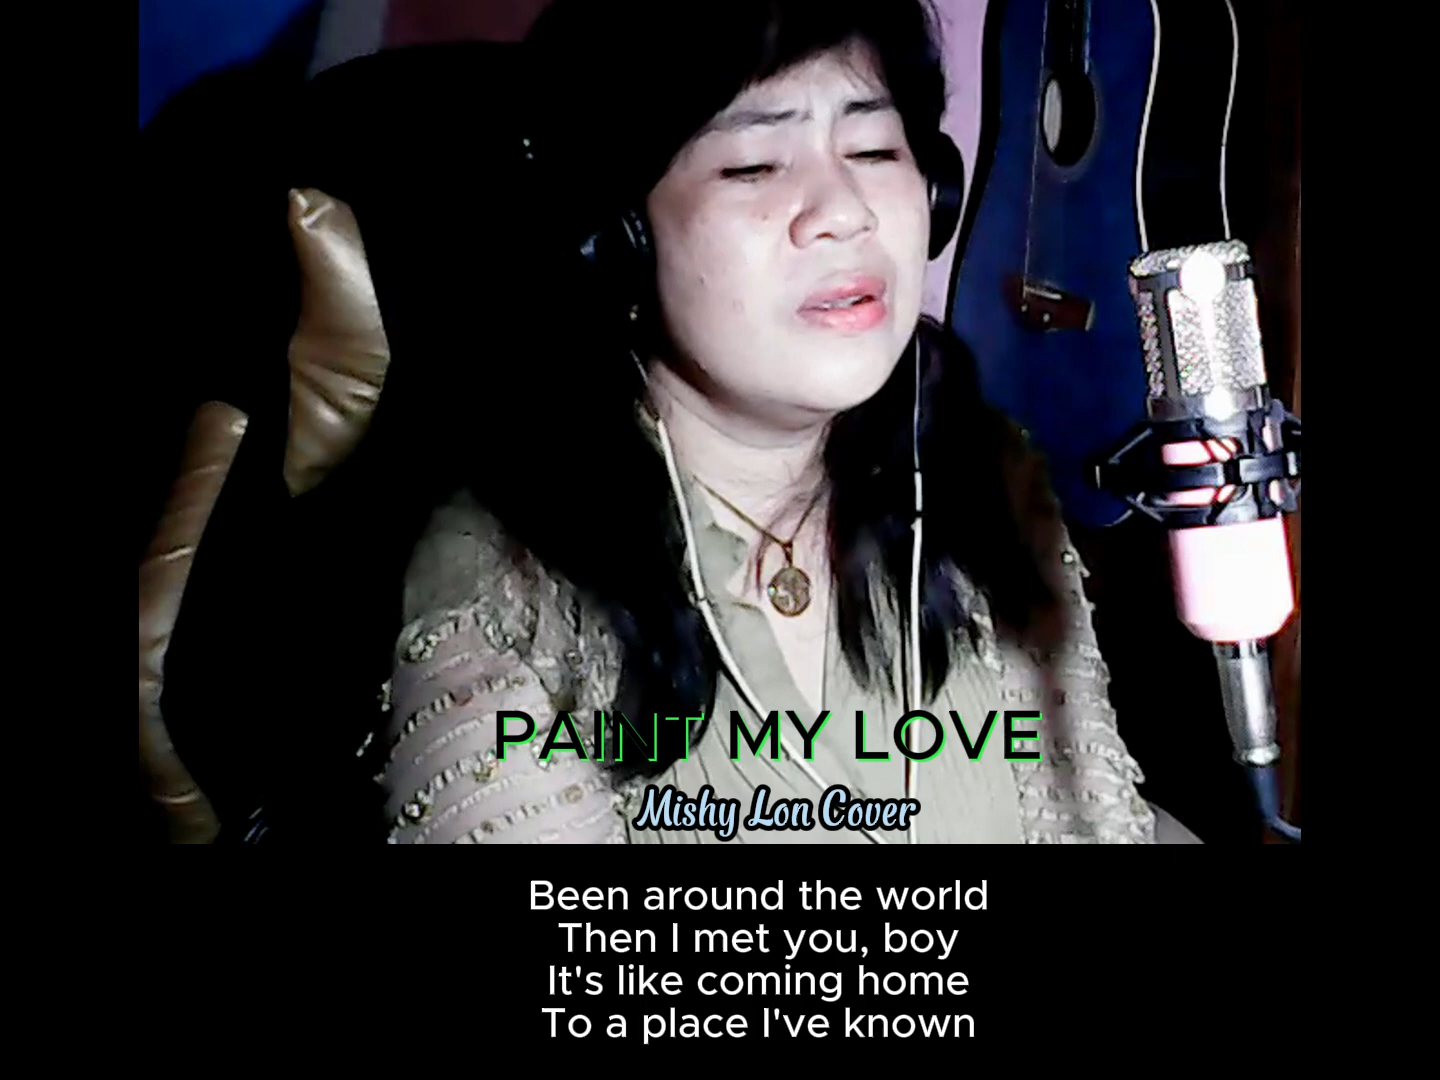 PAINT MY LOVE
Mishy Lon Cover
Been around the world
Then I met you, boy
It's like coming home
To a place I've known